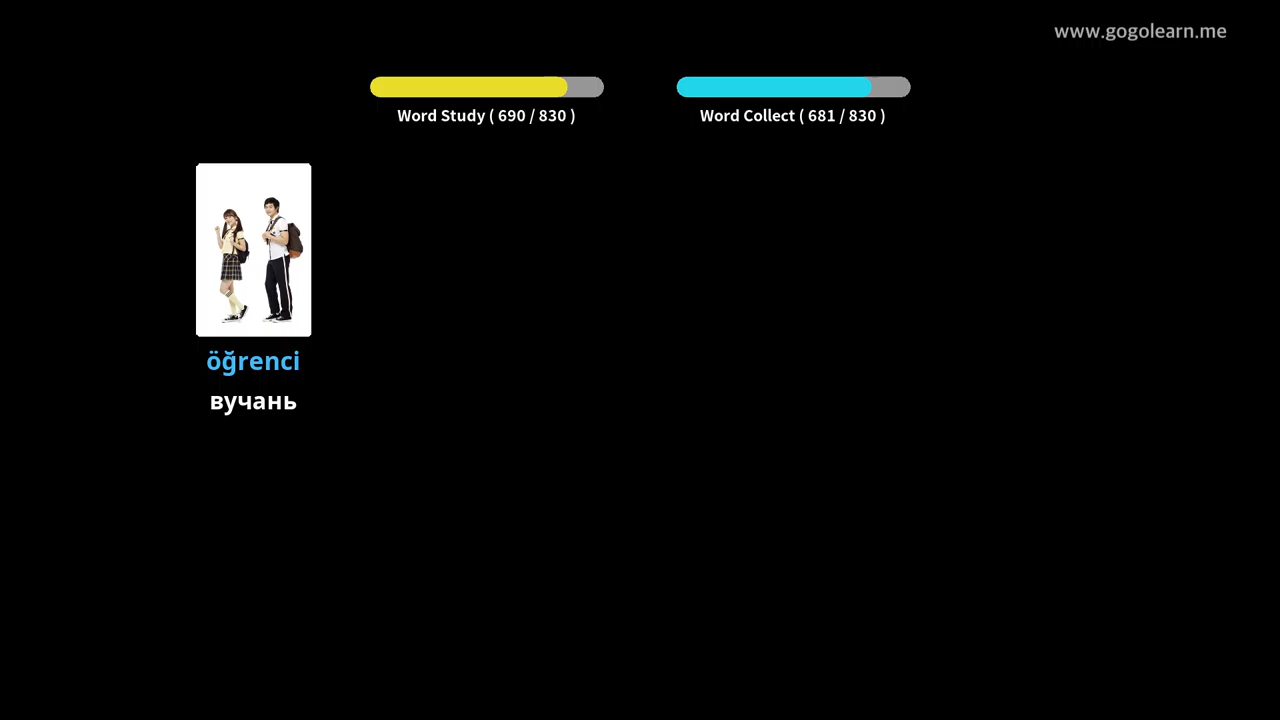 www.gogolearn.me
Word Study ( 690 / 830 )
Word Collect ( 681 / 830 )
öğrenci
вучань